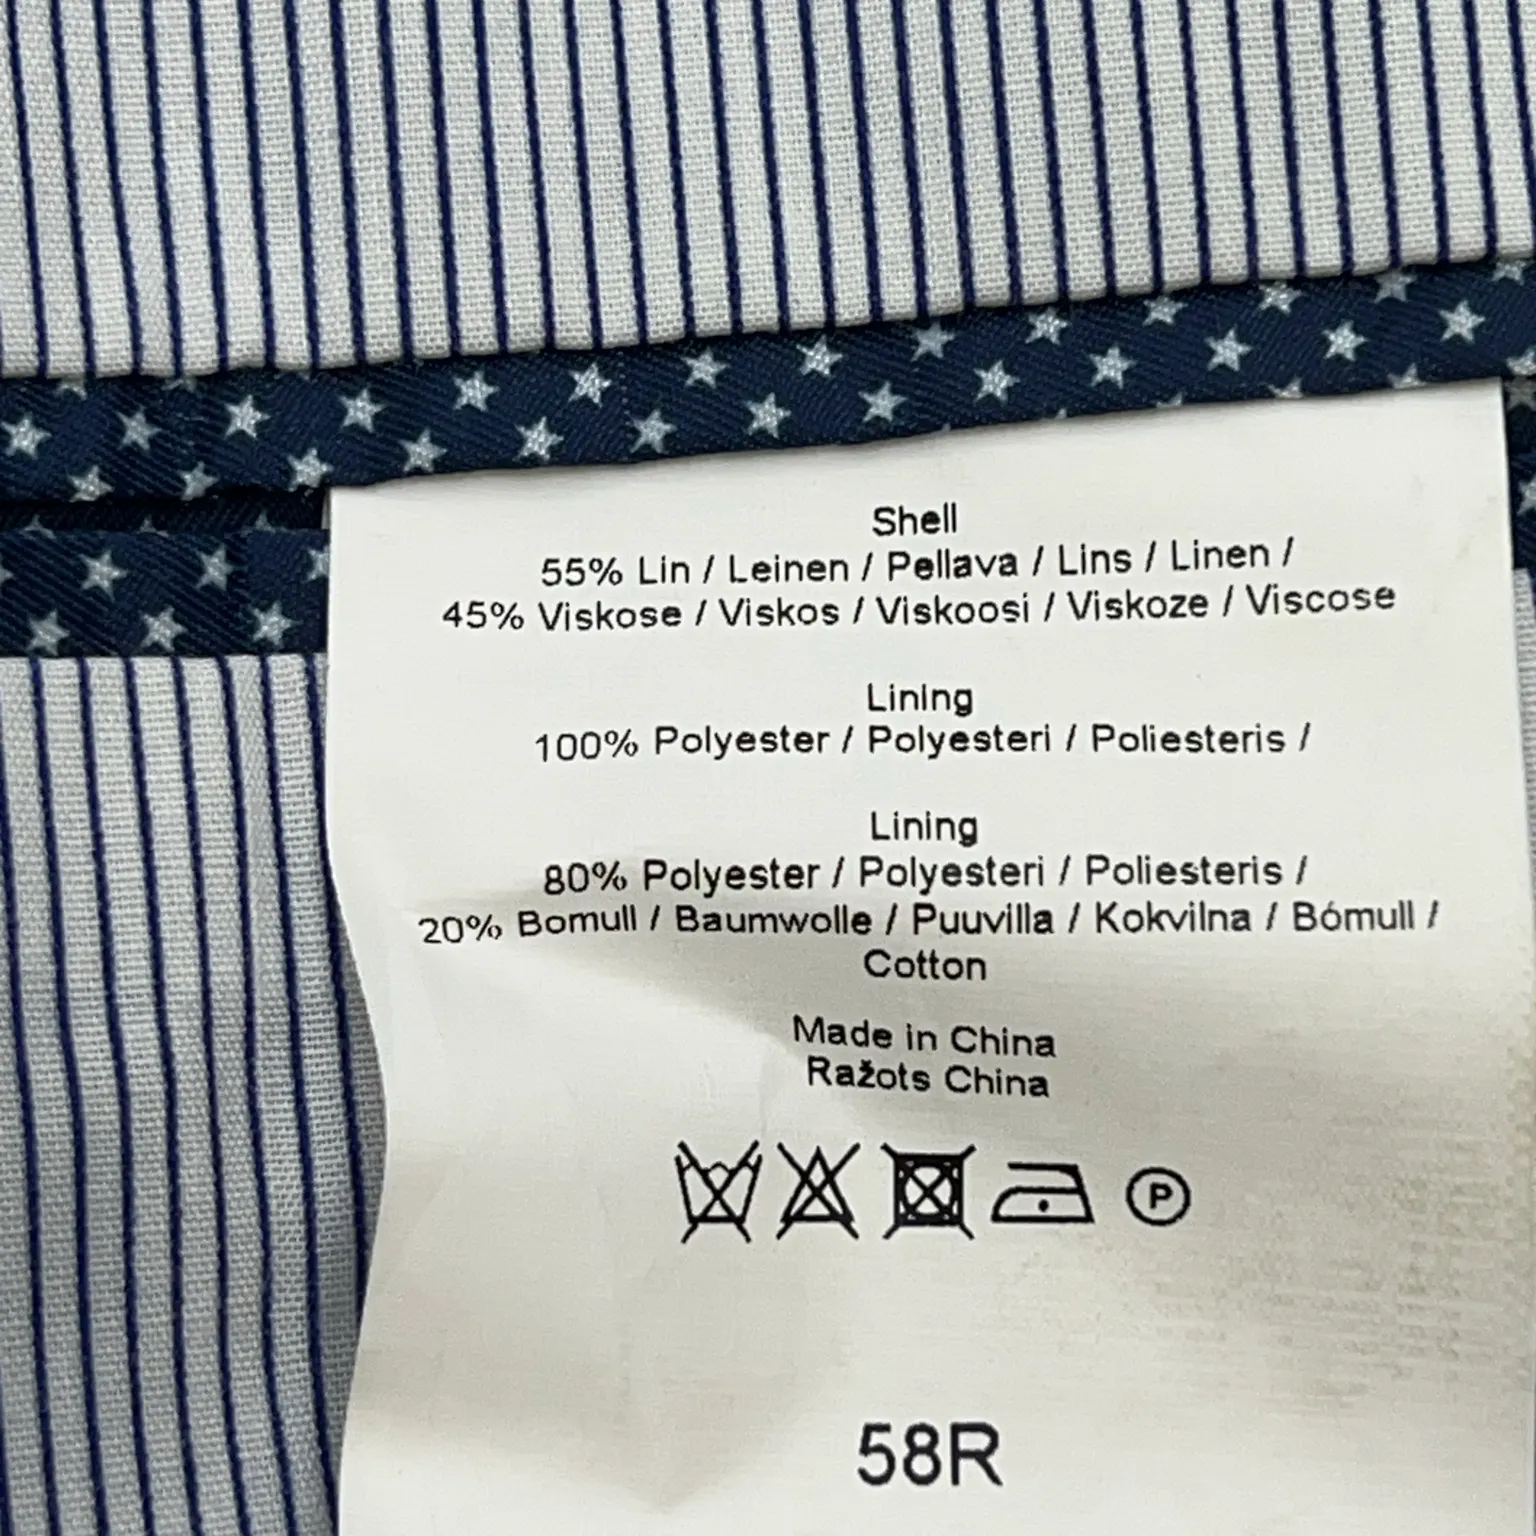 Shell
55% Lin / Leinen / Pellava / Lins / Linen /
45% Viskose / Viskos / Viskoosi / Viskoze / Viscose
Lining
100% Polyester / Polyesteri / Poliesteris /
Lining
80% Polyester / Polyesteri / Poliesteris /
20% Bomull / Baumwolle / Puuvilla / Kokvilna / Bómull /
Cotton
Made in China
Ražots China
P
58R